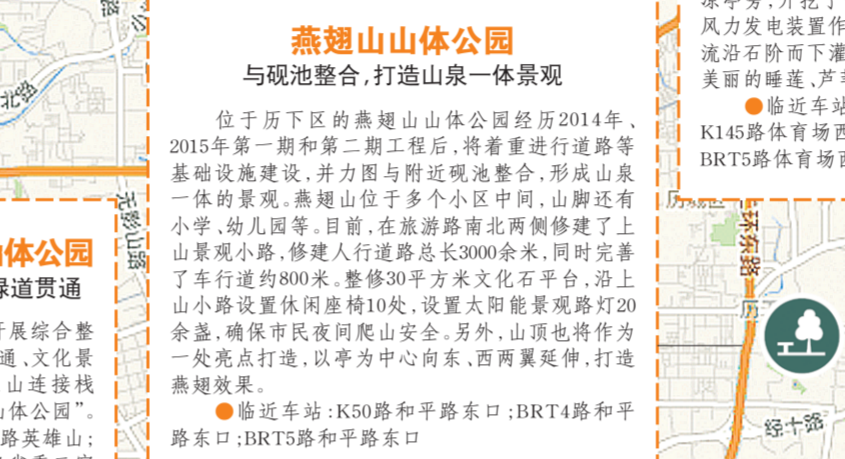 燕翅山山体公园
与砚池整合,打造山泉一体景观
位于历下区的燕翅山山体公园经历2014年、
2015年第一期和第二期工程后,将着重进行道路等
基础设施建设,并力图与附近砚池整合,形成山泉
一体的景观。燕翅山位于多个小区中间,山脚还有
小学、幼儿园等。目前,在旅游路南北两侧修建了上
山景观小路,修建人行道路总长3000余米,同时完善
了车行道约800米。整修30平方米文化石平台,沿上
山小路设置休闲座椅10处,设置太阳能景观路灯20
余盏,确保市民夜间爬山安全。另外,山顶也将作为
一处亮点打造,以亭为中心向东、西两翼延伸,打造
燕翅效果。
●临近车站:K50路和平路东口;BRT4路和平
路东口;BRT5路和平路东口
风力发电装置作
流沿石阶而下灌
美丽的睡莲、芦
●临近车站
K145路体育场西
BRT5路体育场西
山体公园
绿道贯通
开展综合整
通、文化景
山连接栈
山体公园”。
路英雄山;
北路
无影山路
历城区
环东路
历
经十路